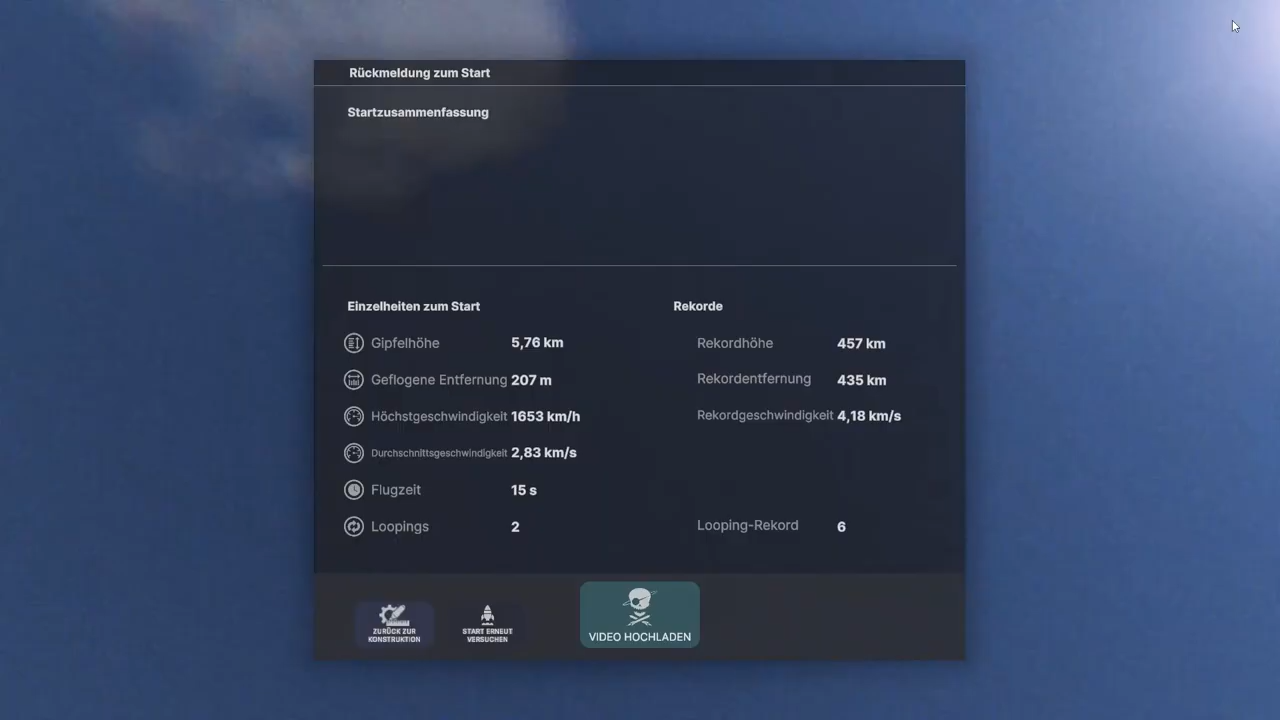 Rückmeldung zum Start
Startzusammenfassung
Einzelheiten zum Start
Gipfelhöhe 5,76 km
Geflogene Entfernung 207 m
Höchstgeschwindigkeit 1653 km/h
Durchschnittsgeschwindigkeit 2,83 km/s
Flugzeit 15 s
Loopings 2
Rekorde
Rekordhöhe 457 km
Rekordentfernung 435 km
Rekordgeschwindigkeit 4,18 km/s
Looping-Rekord 6
ZURÜCK ZUR
KONSTRUKTION
START ERNEUT
VERSUCHEN
VIDEO HOCHLADEN